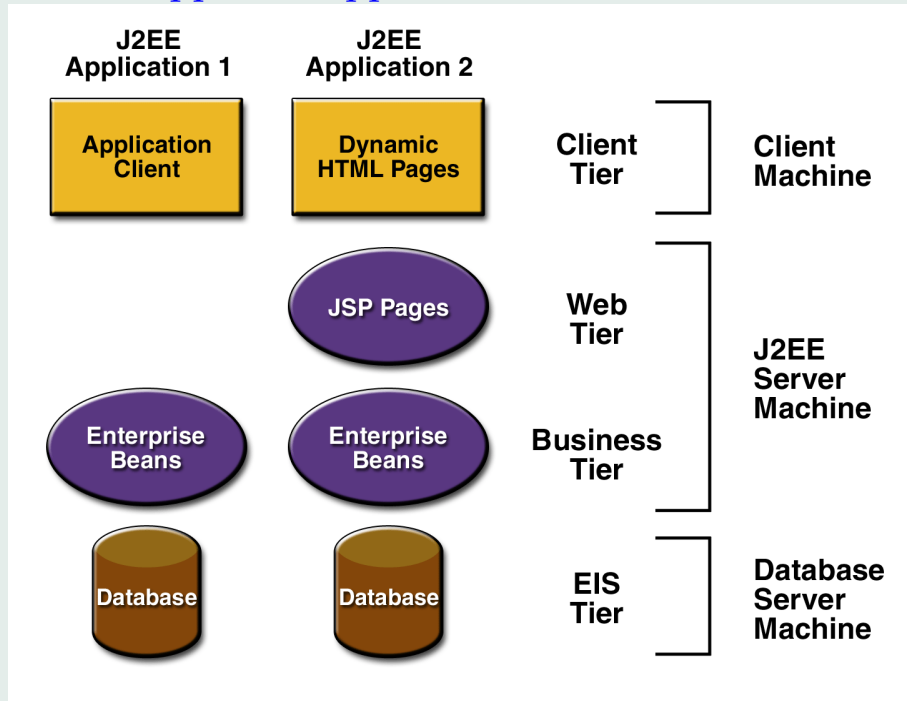 J2EE
Application 1
J2EE
Application 2
Application
Client
Dynamic
HTML Pages
Client
Tier
Client
Machine
JSP Pages
Web
Tier
J2EE
Server
Machine
Enterprise
Beans
Enterprise
Beans
Business
Tier
Database
Database
EIS
Tier
Database
Server
Machine